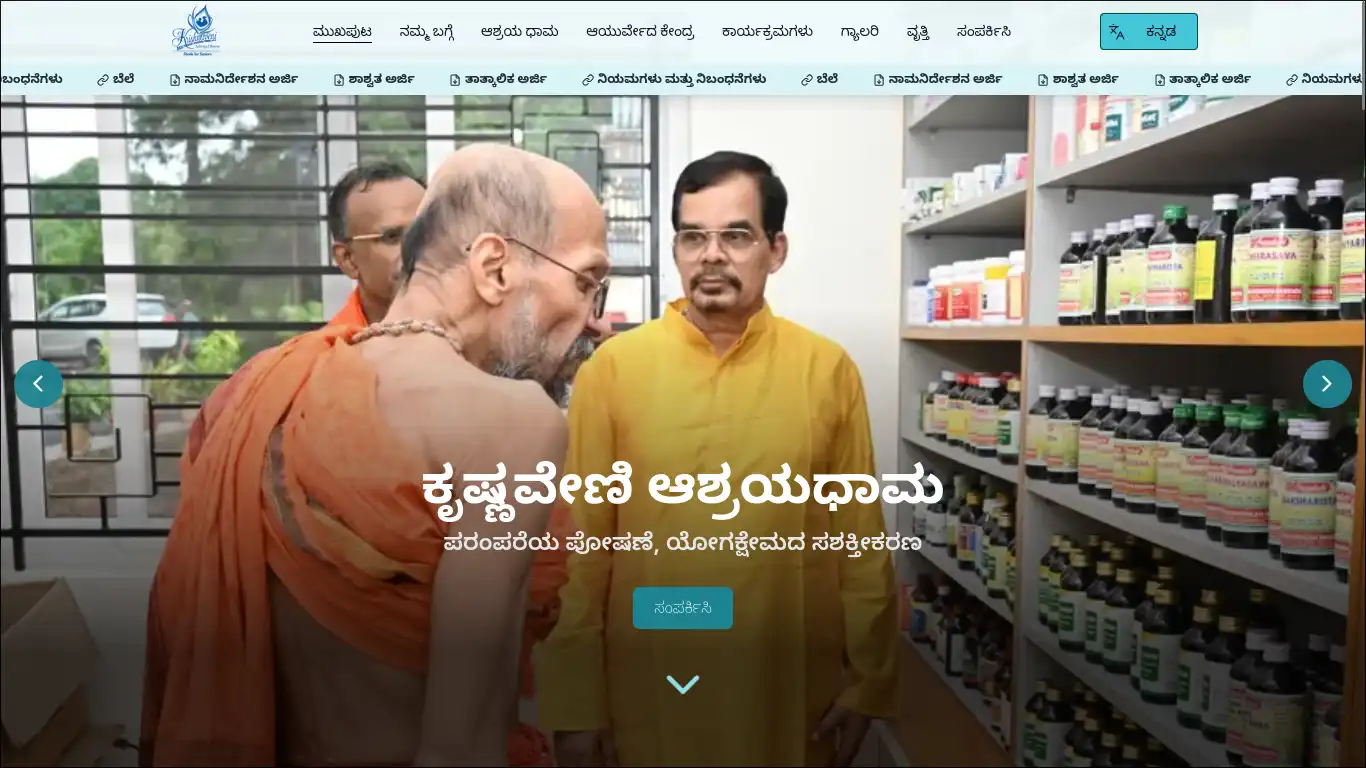 ಮುಖಪುಟ ನಮ್ಮ ಬಗ್ಗೆ ಆಶ್ರಯ ಧಾಮ ಆಯುರ್ವೇದ ಕೇಂದ್ರ ಕಾರ್ಯಕ್ರಮಗಳು ಗ್ಯಾಲರಿ ವೃತ್ತಿ ಸಂಪರ್ಕಿಸಿ ಕನ್ನಡ
ಬಂಧನೆಗಳು ಬೆಲೆ ನಾಮನಿರ್ದೇಶನ ಅರ್ಜಿ ಶಾಶ್ವತ ಅರ್ಜಿ ತಾತ್ಕಾಲಿಕ ಅರ್ಜಿ ನಿಯಮಗಳು ಮತ್ತು ನಿಬಂಧನೆಗಳು ಬೆಲೆ ನಾಮನಿರ್ದೇಶನ ಅರ್ಜಿ ಶಾಶ್ವತ ಅರ್ಜಿ ತಾತ್ಕಾಲಿಕ ಅರ್ಜಿ ನಿಯಮಗಳು
ಕೃಷ್ಣವೇಣಿ ಆಶ್ರಯಧಾಮ
ಪರಂಪರೆಯ ಪೋಷಣೆ, ಯೋಗಕ್ಷೇಮದ ಸಶಕ್ತೀಕರಣ
ಸಂಪರ್ಕಿಸಿ